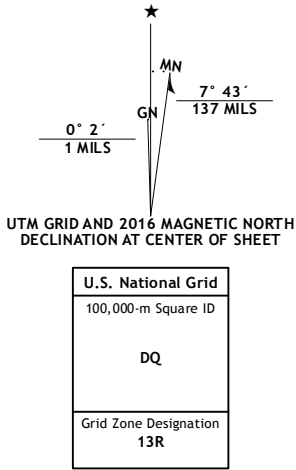 ★
MN
7° 43´
137 MILS
GN
0° 2´
1 MILS
UTM GRID AND 2016 MAGNETIC NORTH
DECLINATION AT CENTER OF SHEET
U.S. National Grid
100,000-m Square ID
DQ
Grid Zone Designation
13R